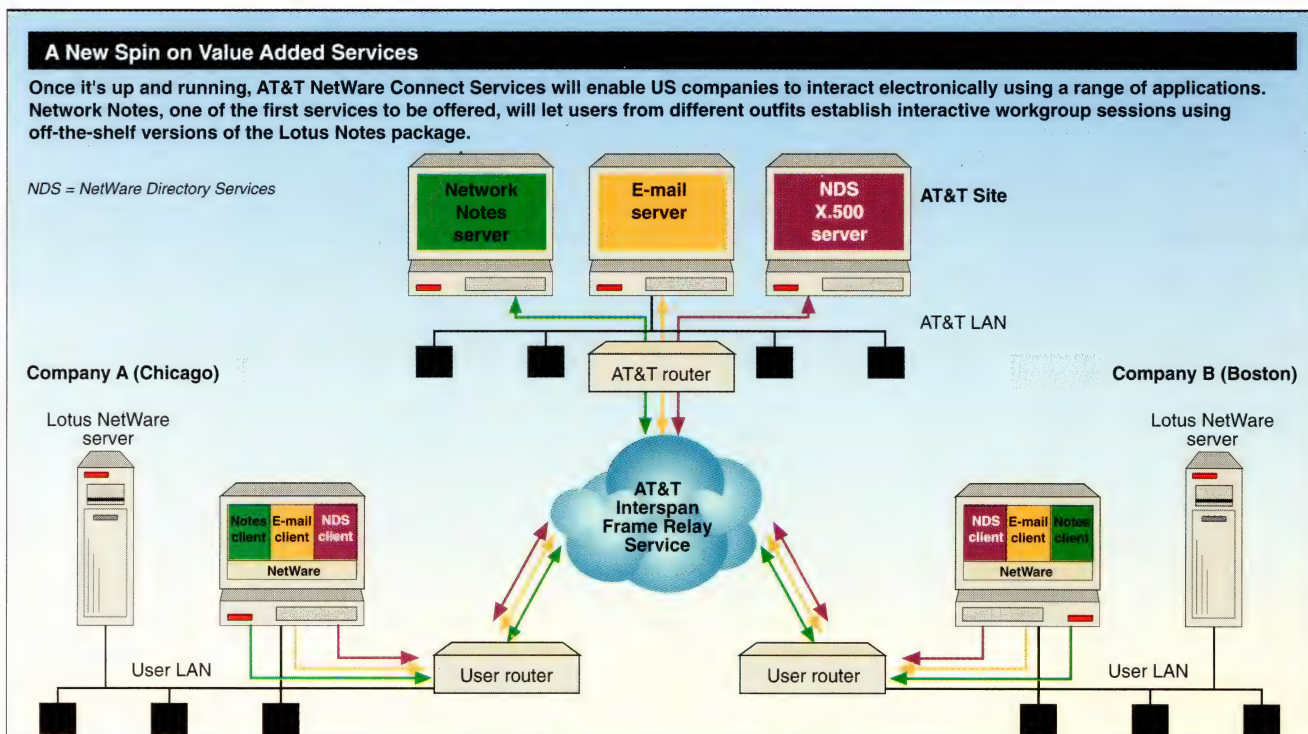 A New Spin on Value Added Services
Once it's up and running, AT&T NetWare Connect Services will enable US companies to interact electronically using a range of applications.
Network Notes, one of the first services to be offered, will let users from different outfits establish interactive workgroup sessions using
off-the-shelf versions of the Lotus Notes package.
NDS = NetWare Directory Services
Network
Notes
server
E-mail
server
NDS
X.500
server
AT&T Site
AT&T LAN
AT&T router
Company A (Chicago)
Company B (Boston)
Lotus NetWare
server
Lotus NetWare
server
AT&T
Interspan
Frame Relay
Service
Notes
client
E-mail
client
NDS
client
NetWare
NDS
client
E-mail
client
Notes
client
NetWare
User LAN
User router
User router
User LAN